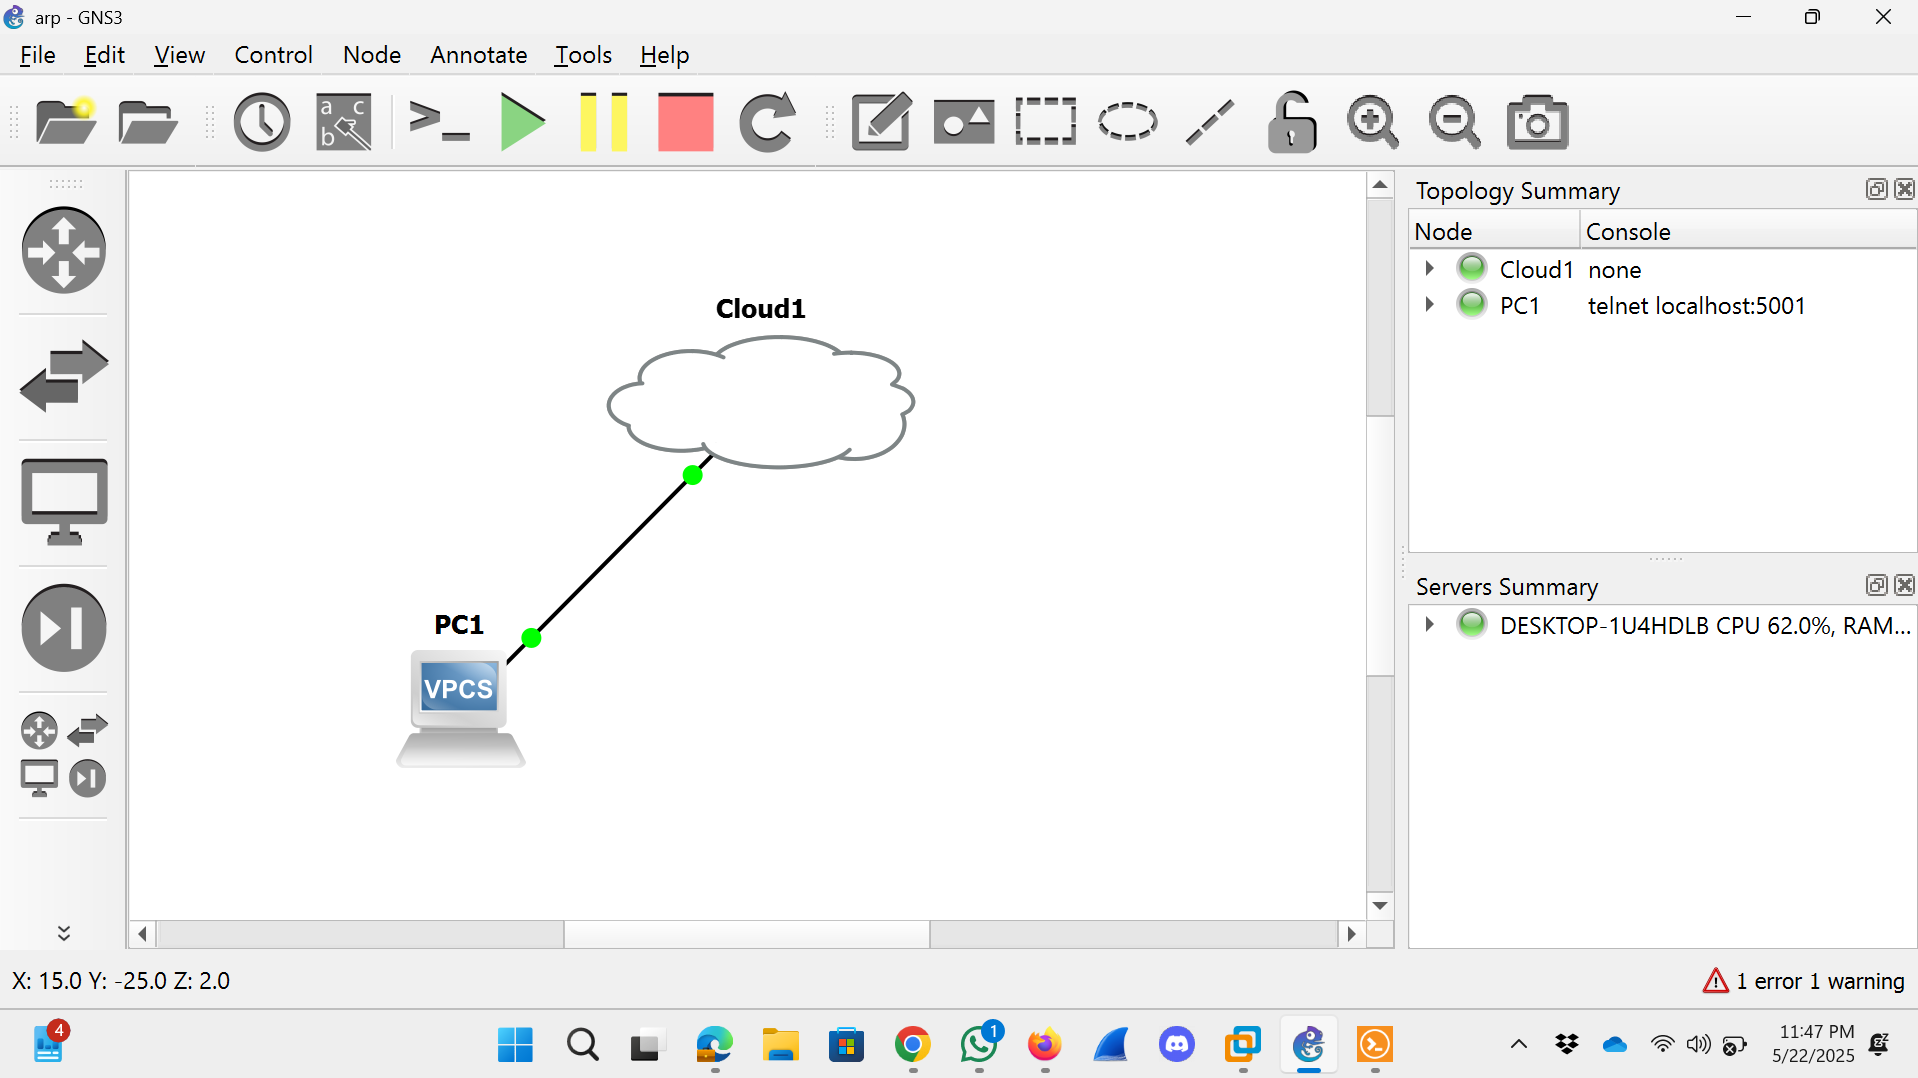 arp - GNS3
File Edit View Control Node Annotate Tools Help
a c
b
Topology Summary
Node Console
Cloud1 none
PC1 telnet localhost:5001
Cloud1
PC1
VPCS
Servers Summary
DESKTOP-1U4HDLB CPU 62.0%, RAM...
X: 15.0 Y: -25.0 Z: 2.0
1 error 1 warning
4
1
11:47 PM
5/22/2025